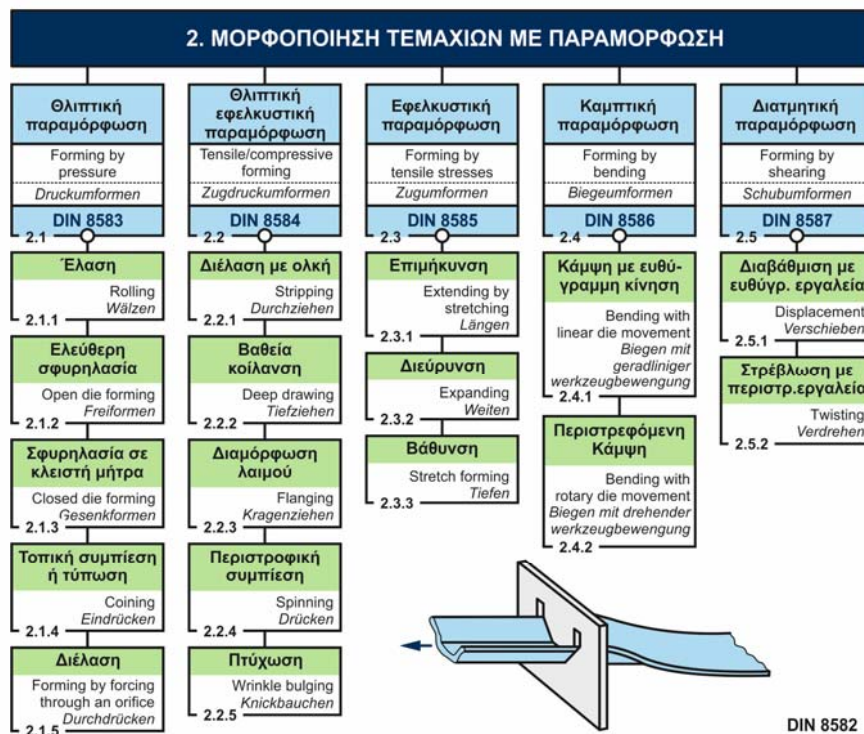 2. ΜΟΡΦΟΠΟΙΗΣΗ ΤΕΜΑΧΙΩΝ ΜΕ ΠΑΡΑΜΟΡΦΩΣΗ
Θλιπτική
παραμόρφωση
Forming by
pressure
Druckumformen
DIN 8583
2.1
Έλαση
Rolling
Wälzen
2.1.1
Ελεύθερη
σφυρηλασία
Open die forming
Freiformen
2.1.2
Σφυρηλασία σε
κλειστή μήτρα
Closed die forming
Gesenkformen
2.1.3
Τοπική συμπίεση
ή τύπωση
Coining
Eindrücken
2.1.4
Διέλαση
Forming by forcing
through an orifice
Durchdrücken
2.1.5
Θλιπτική
εφελκυστική
παραμόρφωση
Tensile/compressive
forming
Zugdruckumformen
DIN 8584
2.2
Διέλαση με ολκή
Stripping
Durchziehen
2.2.1
Βαθεία
κοίλανση
Deep drawing
Tiefziehen
2.2.2
Διαμόρφωση
λαιμού
Flanging
Kragenziehen
2.2.3
Περιστροφική
συμπίεση
Spinning
Drücken
2.2.4
Πτύχωση
Wrinkle bulging
Knickbauchen
2.2.5
Εφελκυστική
παραμόρφωση
Forming by
tensile stresses
Zugumformen
DIN 8585
2.3
Επιμήκυνση
Extending by
stretching
Längen
2.3.1
Διεύρυνση
Expanding
Weiten
2.3.2
Βάθυνση
Stretch forming
Tiefen
2.3.3
Καμπτική
παραμόρφωση
Forming by
bending
Biegeumformen
DIN 8586
2.4
Κάμψη με ευθύ-
γραμμη κίνηση
Bending with
linear die movement
Biegen mit
geradliniger
werkzeugbewengung
2.4.1
Περιστρεφόμενη
Κάμψη
Bending with
rotary die movement
Biegen mit drehender
werkzeugbewengung
2.4.2
Διατμητική
παραμόρφωση
Forming by
shearing
Schubumformen
DIN 8587
2.5
Διαβάθμιση με
ευθύγρ. εργαλεία
Displacement
Verschieben
2.5.1
Στρέβλωση με
περιστρ.εργαλεία
Twisting
Verdrehen
2.5.2
DIN 8582